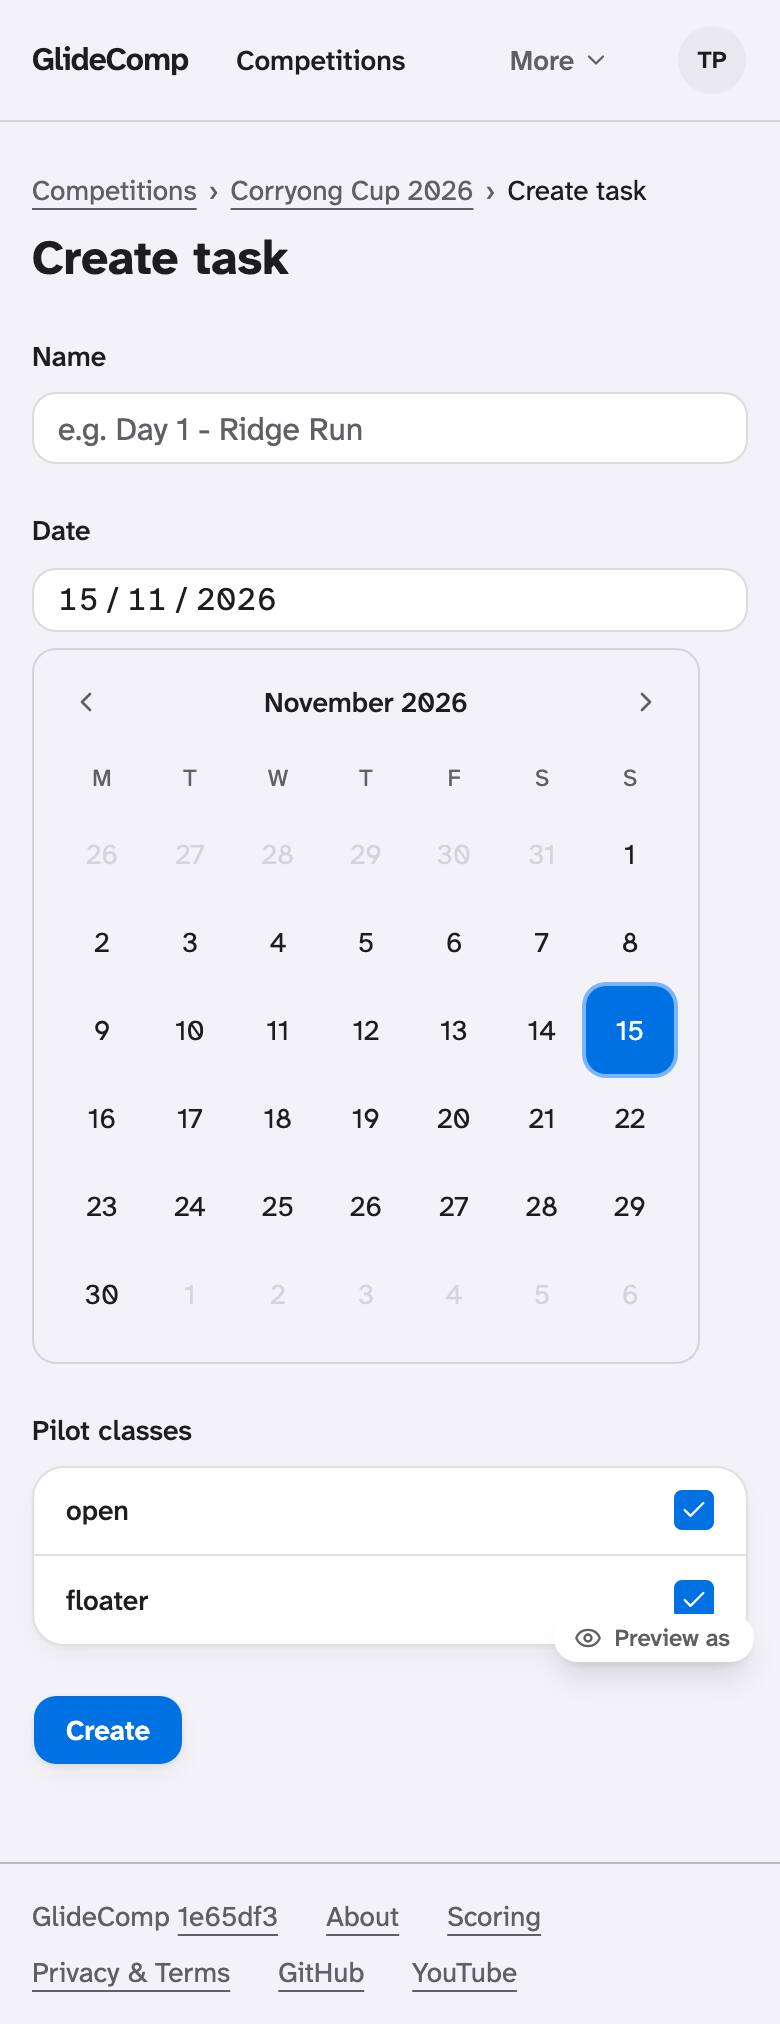 GlideComp Competitions More TP
Competitions › Corryong Cup 2026 › Create task
Create task
Name
e.g. Day 1 - Ridge Run
Date
15 / 11 / 2026
November 2026
M T W T F S S
26 27 28 29 30 31 1
2 3 4 5 6 7 8
9 10 11 12 13 14 15
16 17 18 19 20 21 22
23 24 25 26 27 28 29
30 1 2 3 4 5 6
Pilot classes
open
floater
Preview as
Create
GlideComp 1e65df3 About Scoring
Privacy & Terms GitHub YouTube